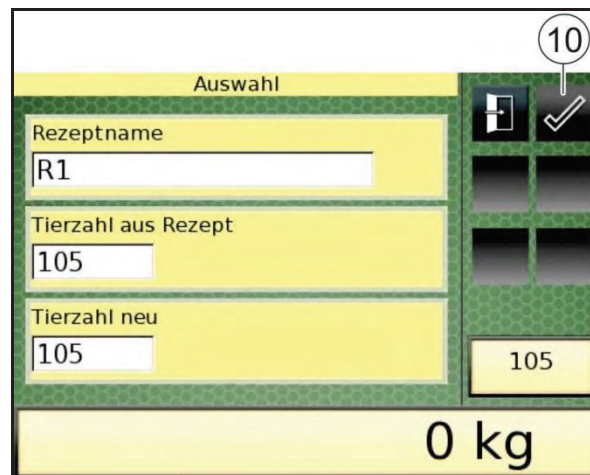 10
Auswahl
Rezeptname
R1
Tierzahl aus Rezept
105
Tierzahl neu
105
105
0 kg